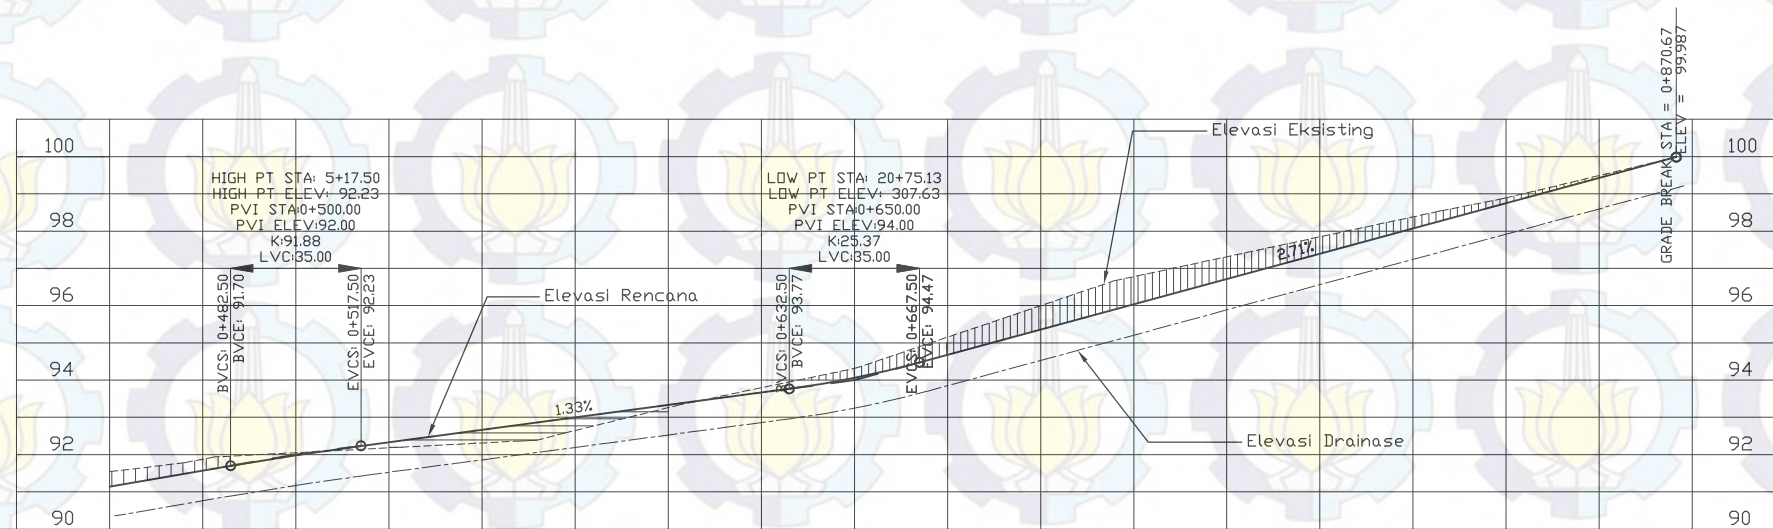 100
98
96
94
92
90
HIGH PT STA: 5+17.50
HIGH PT ELEV: 92.23
PVI STA:0+500.00
PVI ELEV:92.00
K:91.88
LVC:35.00
BVCS: 0+482.50
BVCE: 91.70
EVCS: 0+517.50
EVCE: 92.23
Elevasi Rencana
1.33%
LOW PT STA: 20+75.13
LOW PT ELEV: 307.63
PVI STA:0+650.00
PVI ELEV:94.00
K:25.37
LVC:35.00
BVCS: 0+632.50
BVCE: 93.77
EVCS: 0+667.50
EVCE: 94.47
Elevasi Eksisting
2.71%
Elevasi Drainase
GRADE BREAK STA = 0+870.67
ELEV = 99.987
100
98
96
94
92
90